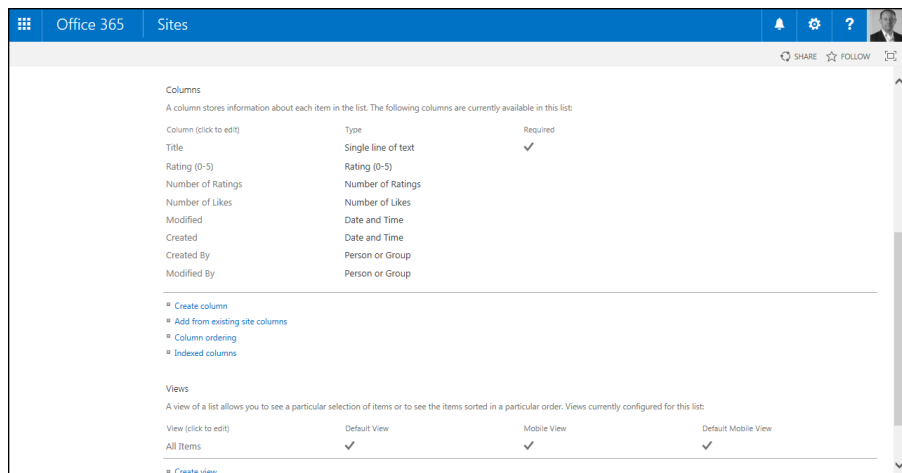 Office 365 Sites ?
SHARE FOLLOW
Columns
A column stores information about each item in the list. The following columns are currently available in this list:
Column (click to edit) Type Required
Title Single line of text
Rating (0-5) Rating (0-5)
Number of Ratings Number of Ratings
Number of Likes Number of Likes
Modified Date and Time
Created Date and Time
Created By Person or Group
Modified By Person or Group
Create column
Add from existing site columns
Column ordering
Indexed columns
Views
A view of a list allows you to see a particular selection of items or to see the items sorted in a particular order. Views currently configured for this list:
View (click to edit) Default View Mobile View Default Mobile View
All Items
Create view